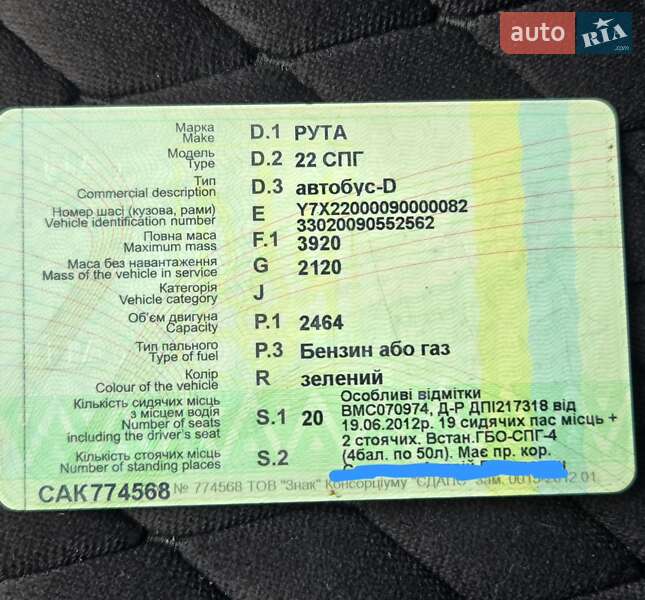 auto RIA .com
Марка D.1 РУТА
Make
Модель D.2 22 СПГ
Type
Тип D.3 автобус-D
Commercial description
Номер шасі (кузова, рами) E Y7X22000090000082
Vehicle identification number 33020090552562
Повна маса F.1 3920
Maximum mass
Маса без навантаження G 2120
Mass of the vehicle in service
Категорія J
Vehicle category
Об'єм двигуна P.1 2464
Capacity
Тип пального P.3 Бензин або газ
Type of fuel
Колір R зелений
Colour of the vehicle
Кількість сидячих місць
з місцем водія S.1 20
Number of seats
including the driver's seat
Особливі відмітки
ВМС070974, Д-Р ДПІ217318 від
19.06.2012р. 19 сидячих пас місць +
2 стоячих. Встан.ГБО-СПГ-4
(4бал. по 50л). Має пр. кор.
Кількість стоячих місць S.2
Number of standing places
САК774568 № 774568 ТОВ "Знак" Консорціуму "ЄДАПС" Зам.